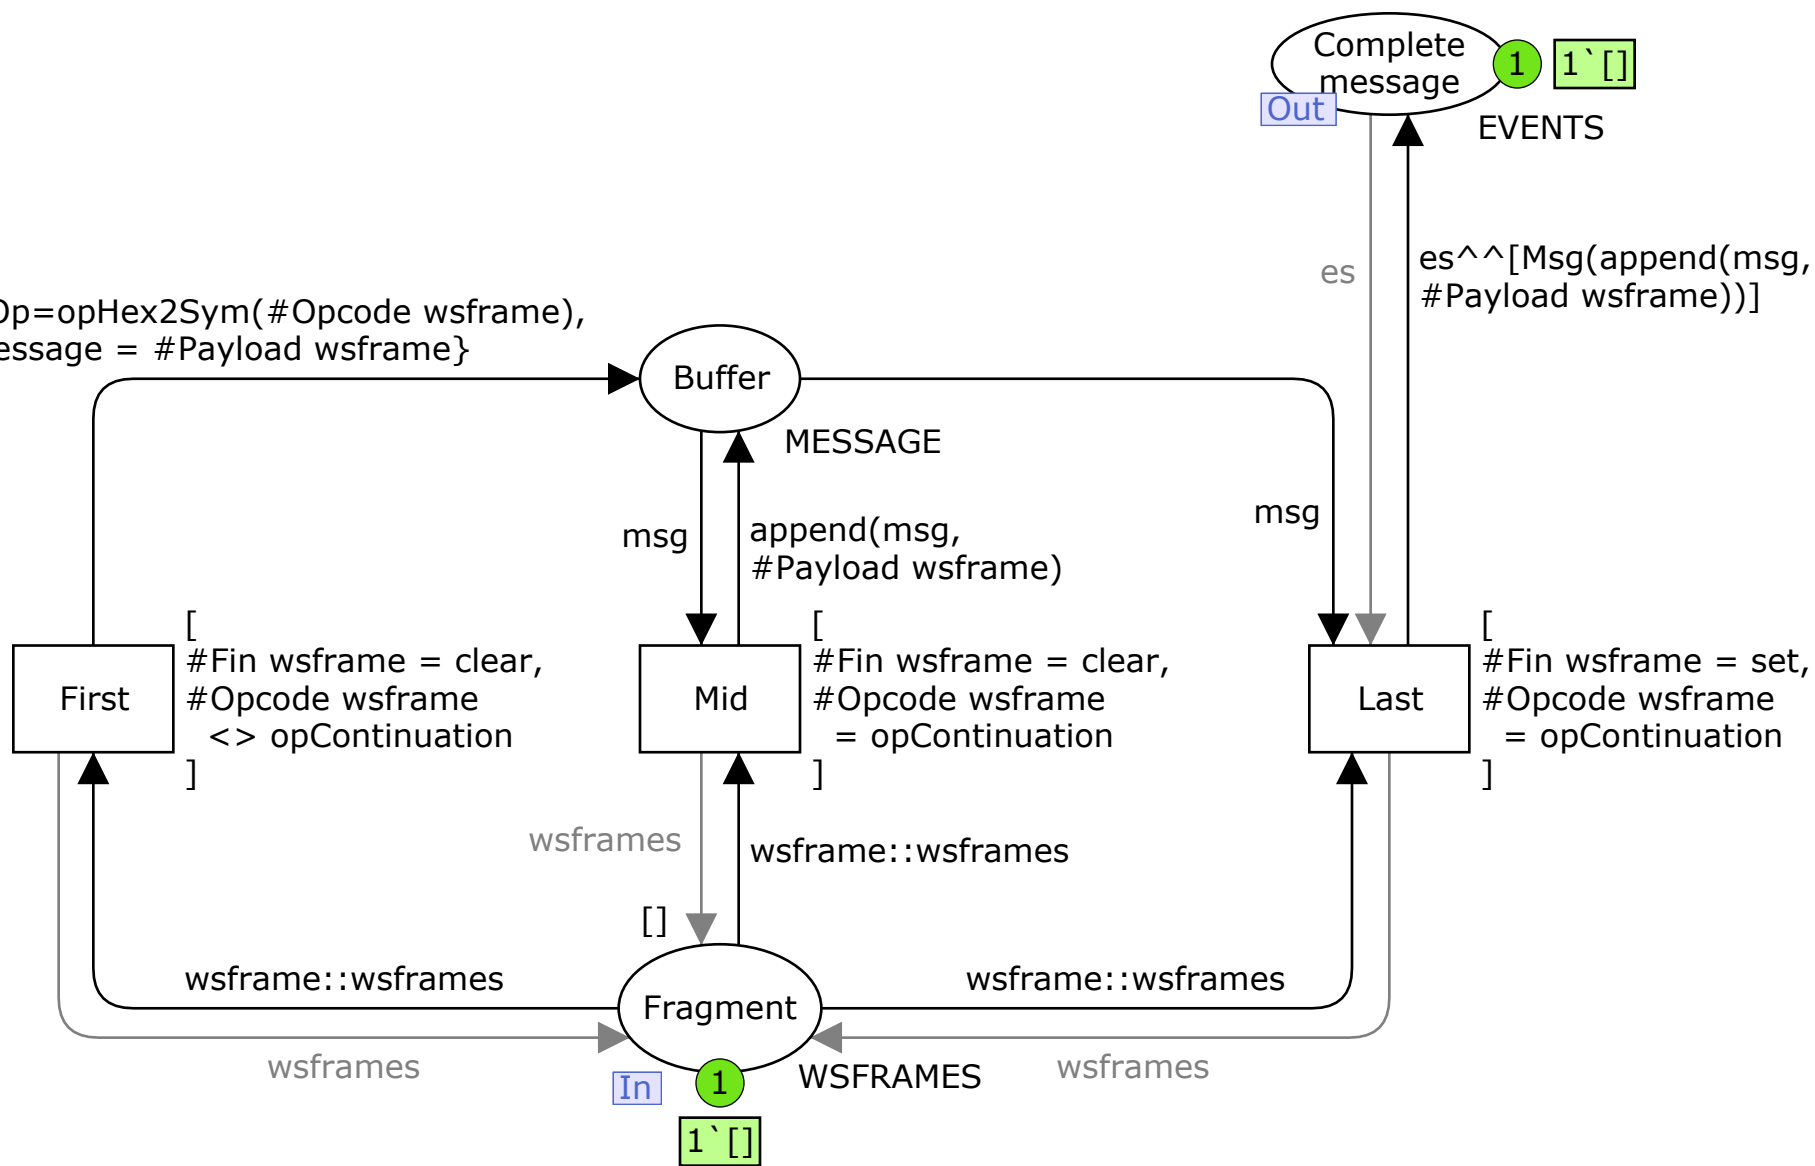 Complete
message
1
1`[]
Out
EVENTS
es
es^^[Msg(append(msg,
#Payload wsframe))]
Op=opHex2Sym(#Opcode wsframe),
essage = #Payload wsframe}
Buffer
MESSAGE
msg
append(msg,
#Payload wsframe)
msg
First
[
#Fin wsframe = clear,
#Opcode wsframe
<> opContinuation
]
Mid
[
#Fin wsframe = clear,
#Opcode wsframe
= opContinuation
]
Last
[
#Fin wsframe = set,
#Opcode wsframe
= opContinuation
]
wsframes
wsframe::wsframes
[]
wsframe::wsframes
wsframe::wsframes
Fragment
wsframes
wsframes
In
1
WSFRAMES
1`[]